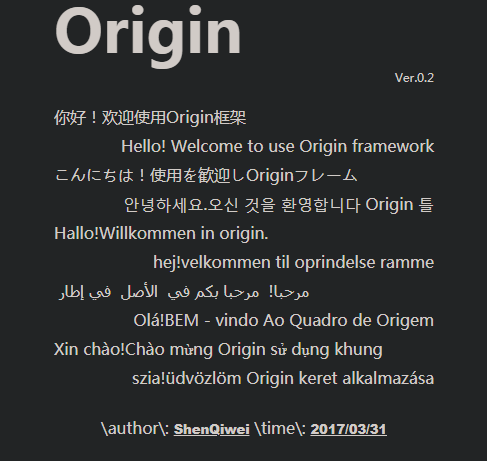 Origin
Ver.0.2
你好！欢迎使用Origin框架
Hello! Welcome to use Origin framework
こんにちは！使用を歓迎しOriginフレーム
안녕하세요.오신 것을 환영합니다 Origin 틀
Hallo!Willkommen in origin.
hej!velkommen til oprindelse ramme
مرحبا! مرحبا بكم في الأصل في إطار
Olá!BEM - vindo Ao Quadro de Origem
Xin chào!Chào mừng Origin sử dụng khung
szia!üdvözlöm Origin keret alkalmazása
\author\: ShenQiwei \time\: 2017/03/31